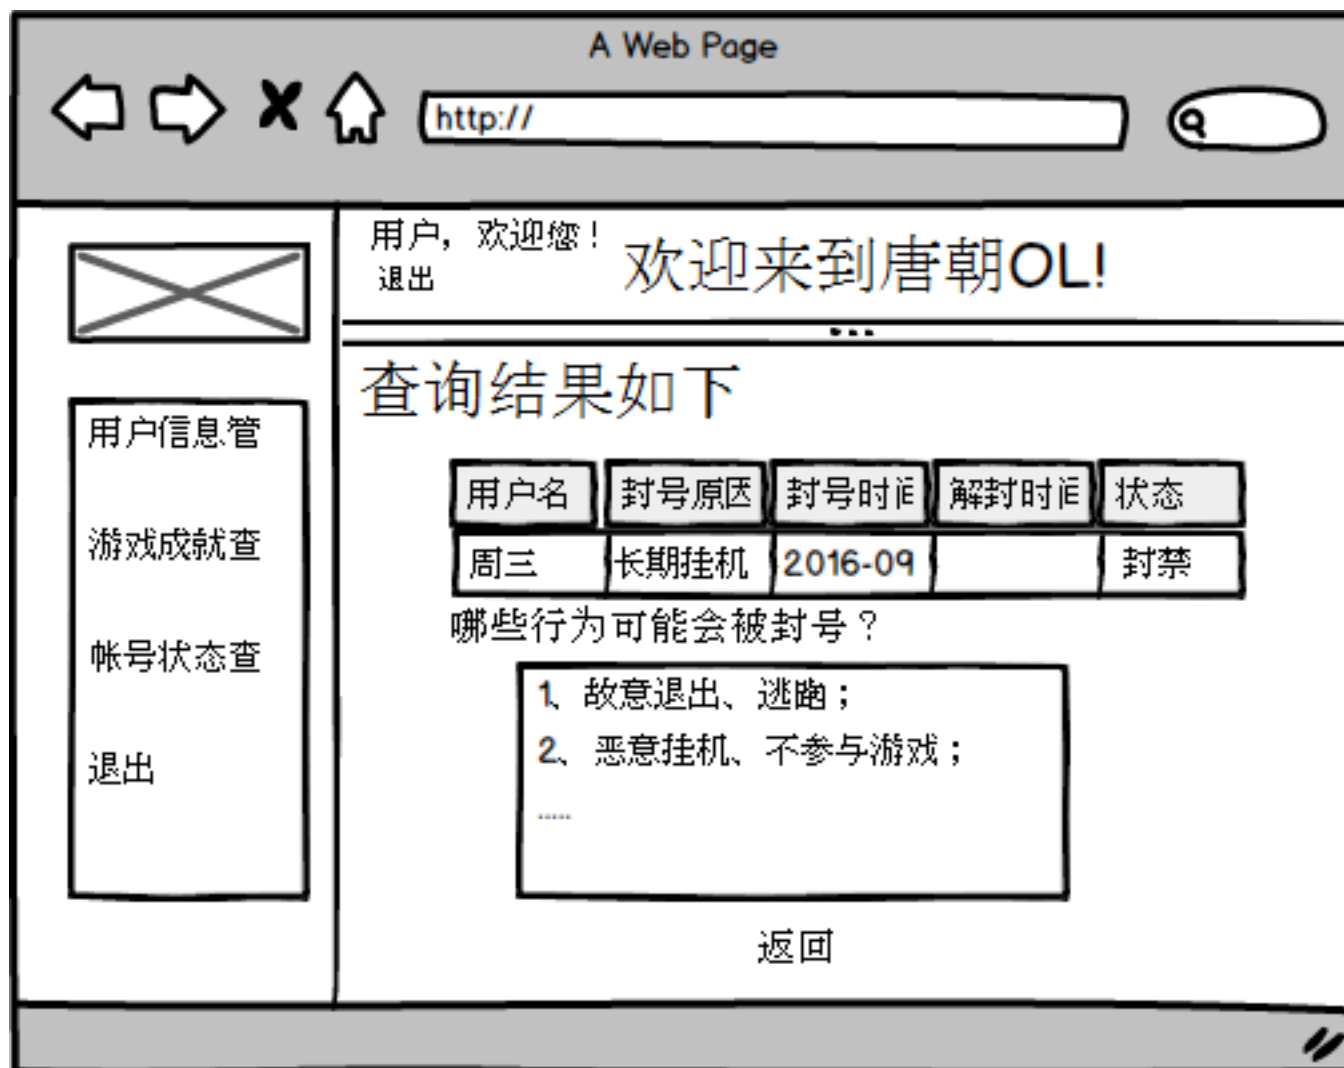 A Web Page
http://
用户，欢迎您！
退出
欢迎来到唐朝OL!
用户信息管
游戏成就查
帐号状态查
退出
查询结果如下
用户名 封号原因 封号时间 解封时间 状态
周三 长期挂机 2016-09 封禁
哪些行为可能会被封号？
1、故意退出、逃跑；
2、恶意挂机、不参与游戏；
.....
返回